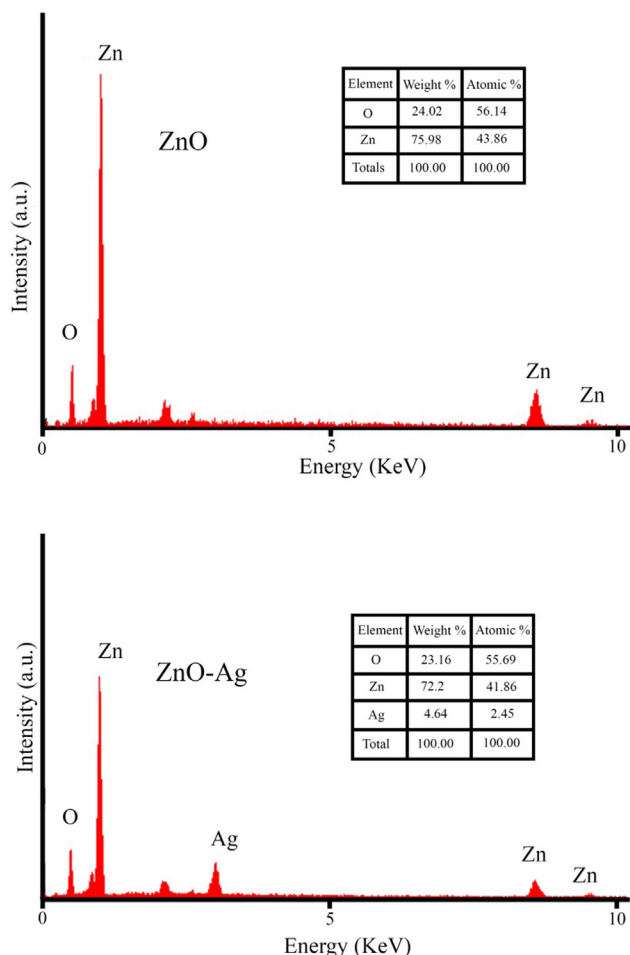 Zn
ZnO
Element Weight % Atomic %
O 24.02 56.14
Zn 75.98 43.86
Totals 100.00 100.00
Intensity (a.u.)
O
Zn
Zn
0 5 10
Energy (KeV)
Zn
ZnO-Ag
Element Weight % Atomic %
O 23.16 55.69
Zn 72.2 41.86
Ag 4.64 2.45
Total 100.00 100.00
Intensity (a.u.)
O
Ag
Zn
Zn
0 5 10
Energy (KeV)